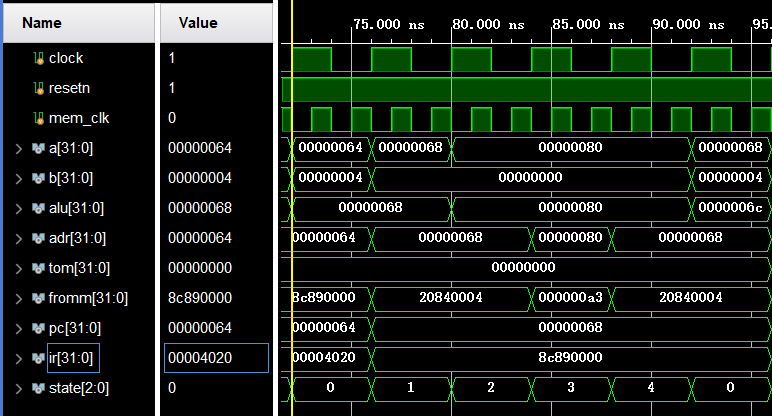 Name Value 75.000 ns 80.000 ns 85.000 ns 90.000 ns 95.
clock 1
resetn 1
mem_clk 0
a[31:0] 00000064 00000064 00000068 00000080 00000068
b[31:0] 00000004 00000004 00000000 00000004
alu[31:0] 00000068 00000068 00000080 0000006c
adr[31:0] 00000064 00000064 00000068 00000080 00000068
tom[31:0] 00000000 00000000
fromm[31:0] 8c890000 8c890000 20840004 000000a3 20840004
pc[31:0] 00000064 00000064 00000068
ir[31:0] 00004020 00004020 8c890000
state[2:0] 0 0 1 2 3 4 0